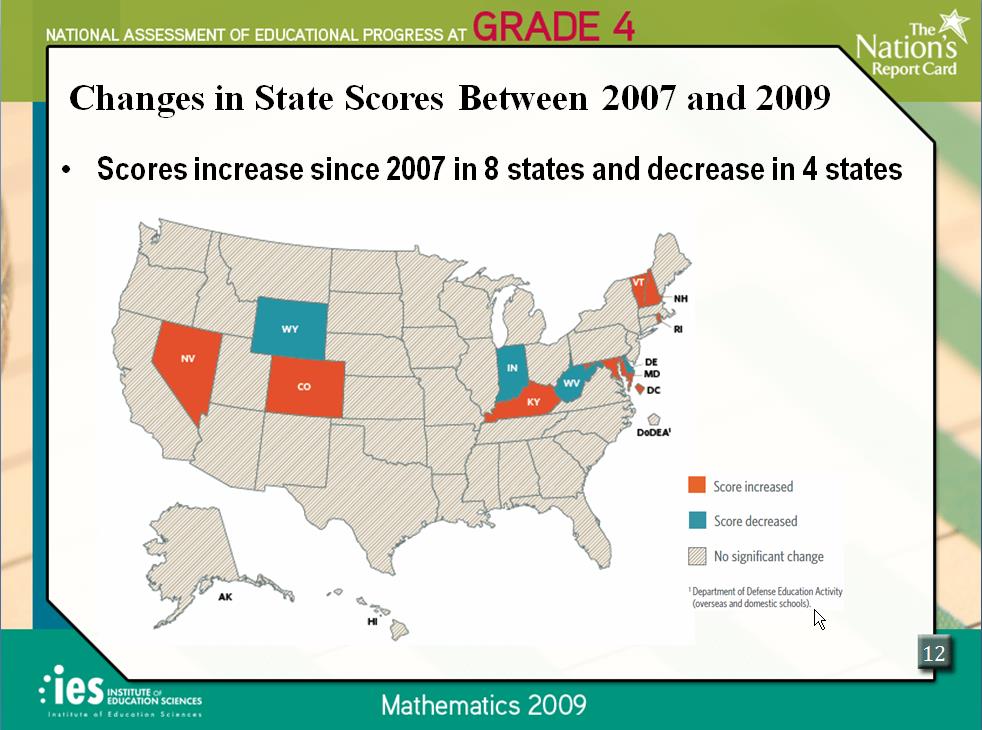 NATIONAL ASSESSMENT OF EDUCATIONAL PROGRESS AT GRADE 4
The
Nation's
Report Card
Changes in State Scores Between 2007 and 2009
• Scores increase since 2007 in 8 states and decrease in 4 states
VT
NH
RI
WY
NV
CO
IN
WV
KY
DE
MD
DC
DoDEA¹
Score increased
Score decreased
No significant change
¹ Department of Defense Education Activity
(overseas and domestic schools).
AK
HI
12
ies INSTITUTE OF
EDUCATION SCIENCES
Institute of Education Sciences
Mathematics 2009